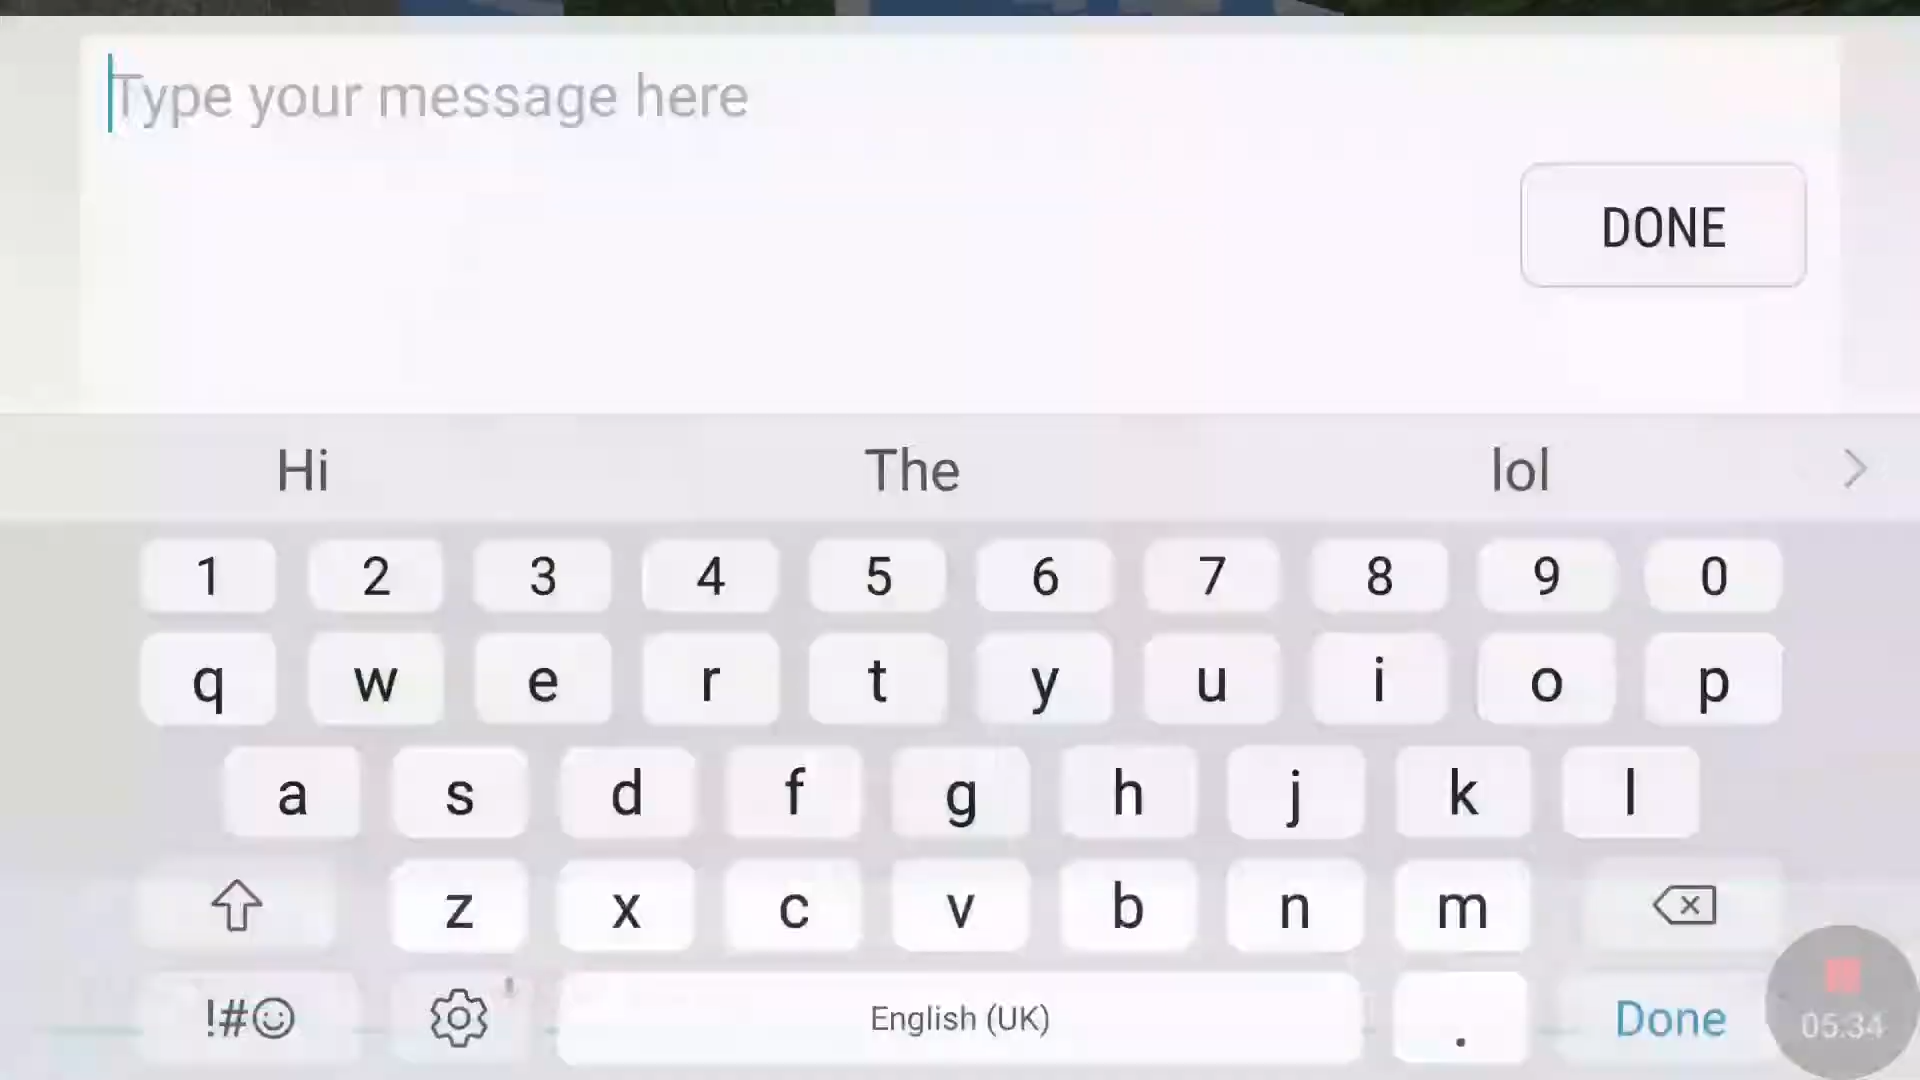 Type your message here
DONE
Hi The lol
1 2 3 4 5 6 7 8 9 0
q w e r t y u i o p
a s d f g h j k l
z x c v b n m
!#☺ English (UK) . Done
05:34